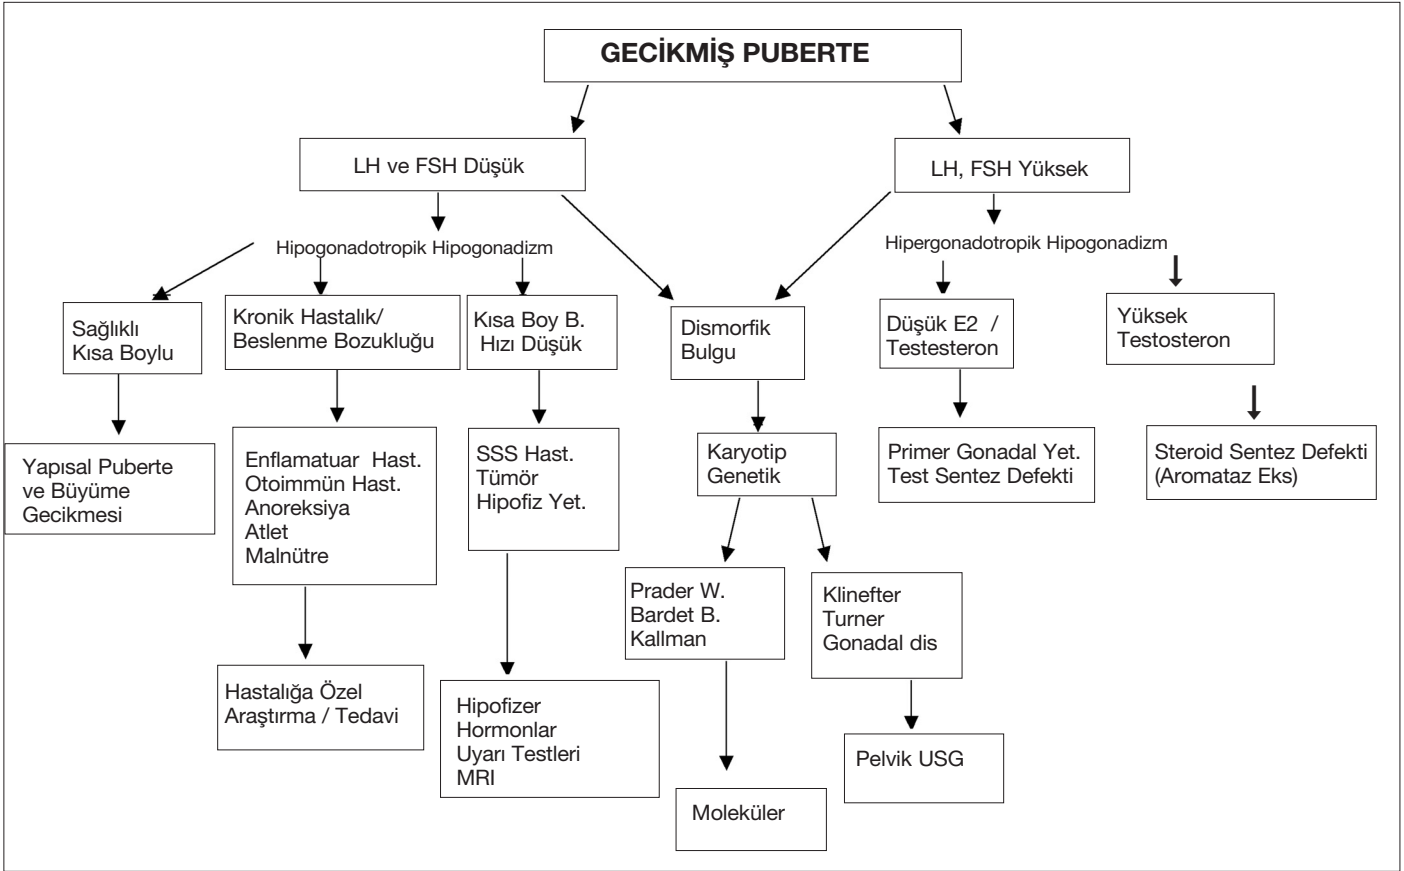 GECİKMİŞ PUBERTE
LH ve FSH Düşük
LH, FSH Yüksek
Hipogonadotropik Hipogonadizm
Hipergonadotropik Hipogonadizm
Sağlıklı
Kısa Boylu
Kronik Hastalık/
Beslenme Bozukluğu
Kısa Boy B.
Hızı Düşük
Dismorfik
Bulgu
Düşük E2 /
Testesteron
Yüksek
Testosteron
Yapısal Puberte
ve Büyüme
Gecikmesi
Enflamatuar Hast.
Otoimmün Hast.
Anoreksiya
Atlet
Malnütre
SSS Hast.
Tümör
Hipofiz Yet.
Karyotip
Genetik
Primer Gonadal Yet.
Test Sentez Defekti
Steroid Sentez Defekti
(Aromataz Eks)
Prader W.
Bardet B.
Kallman
Klinefter
Turner
Gonadal dis
Hastalığa Özel
Araştırma / Tedavi
Hipofizer
Hormonlar
Uyarı Testleri
MRI
Moleküler
Pelvik USG